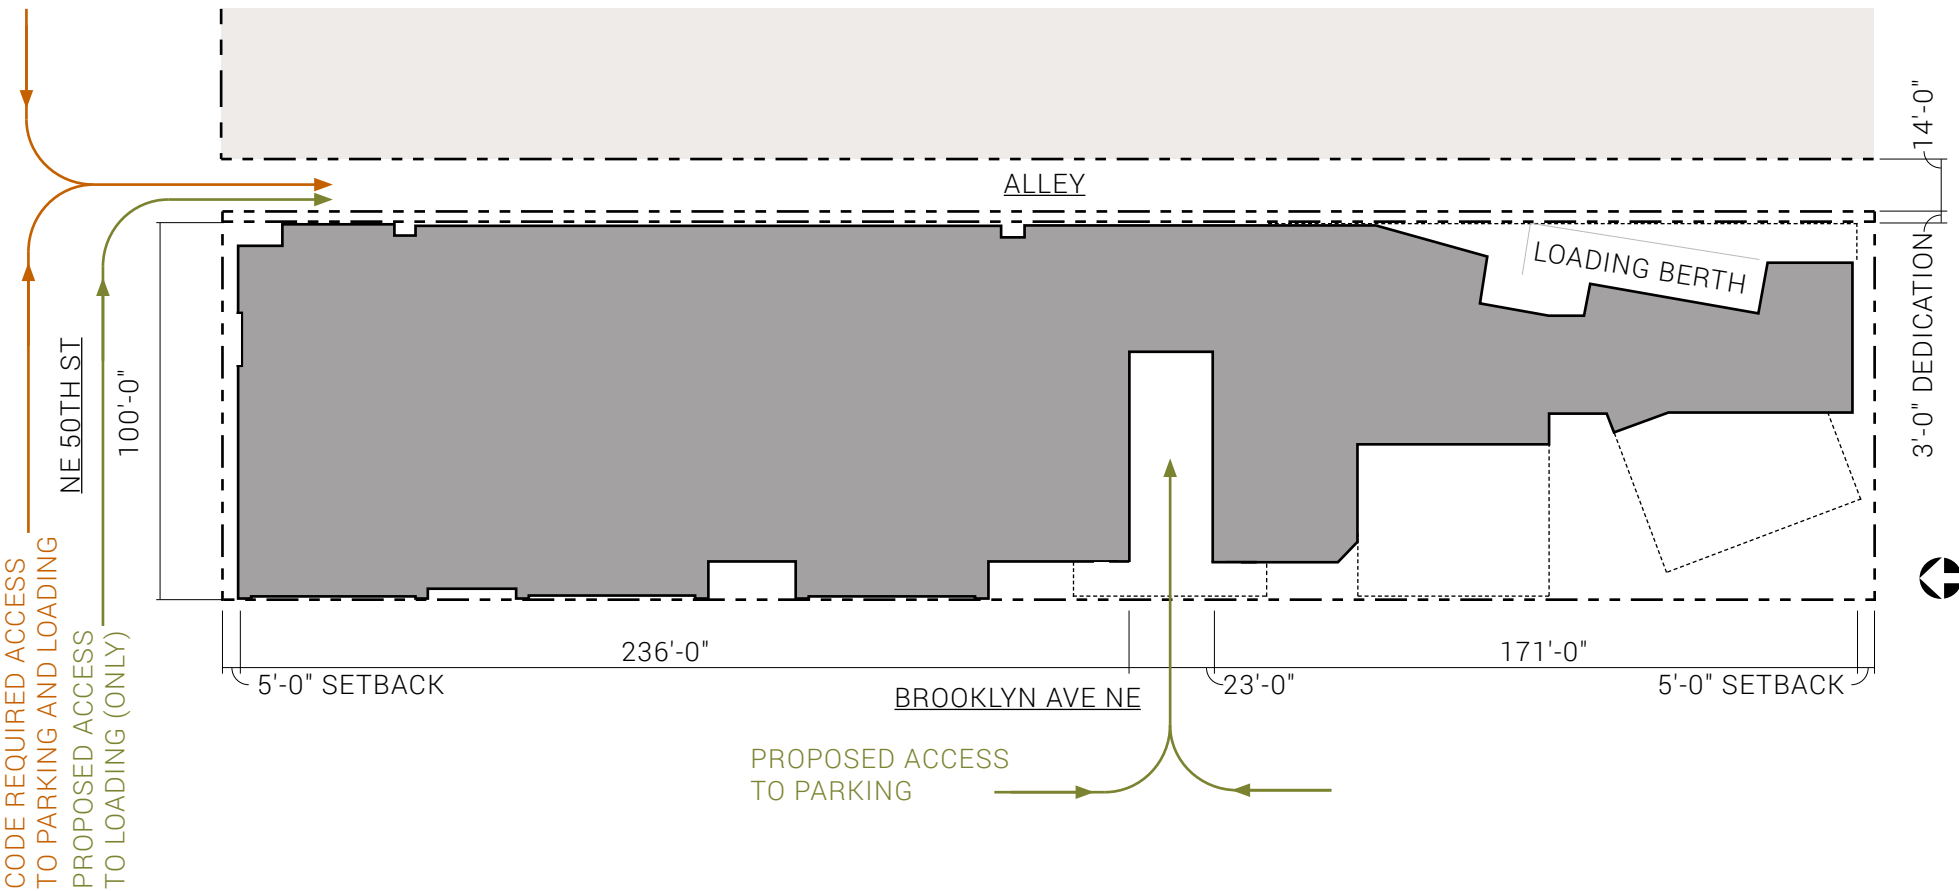 14'-0"
ALLEY
3'-0" DEDICATION
LOADING BERTH
NE 50TH ST
100'-0"
CODE REQUIRED ACCESS
TO PARKING AND LOADING
PROPOSED ACCESS
TO LOADING (ONLY)
236'-0"
171'-0"
5'-0" SETBACK
BROOKLYN AVE NE
23'-0"
5'-0" SETBACK
PROPOSED ACCESS
TO PARKING